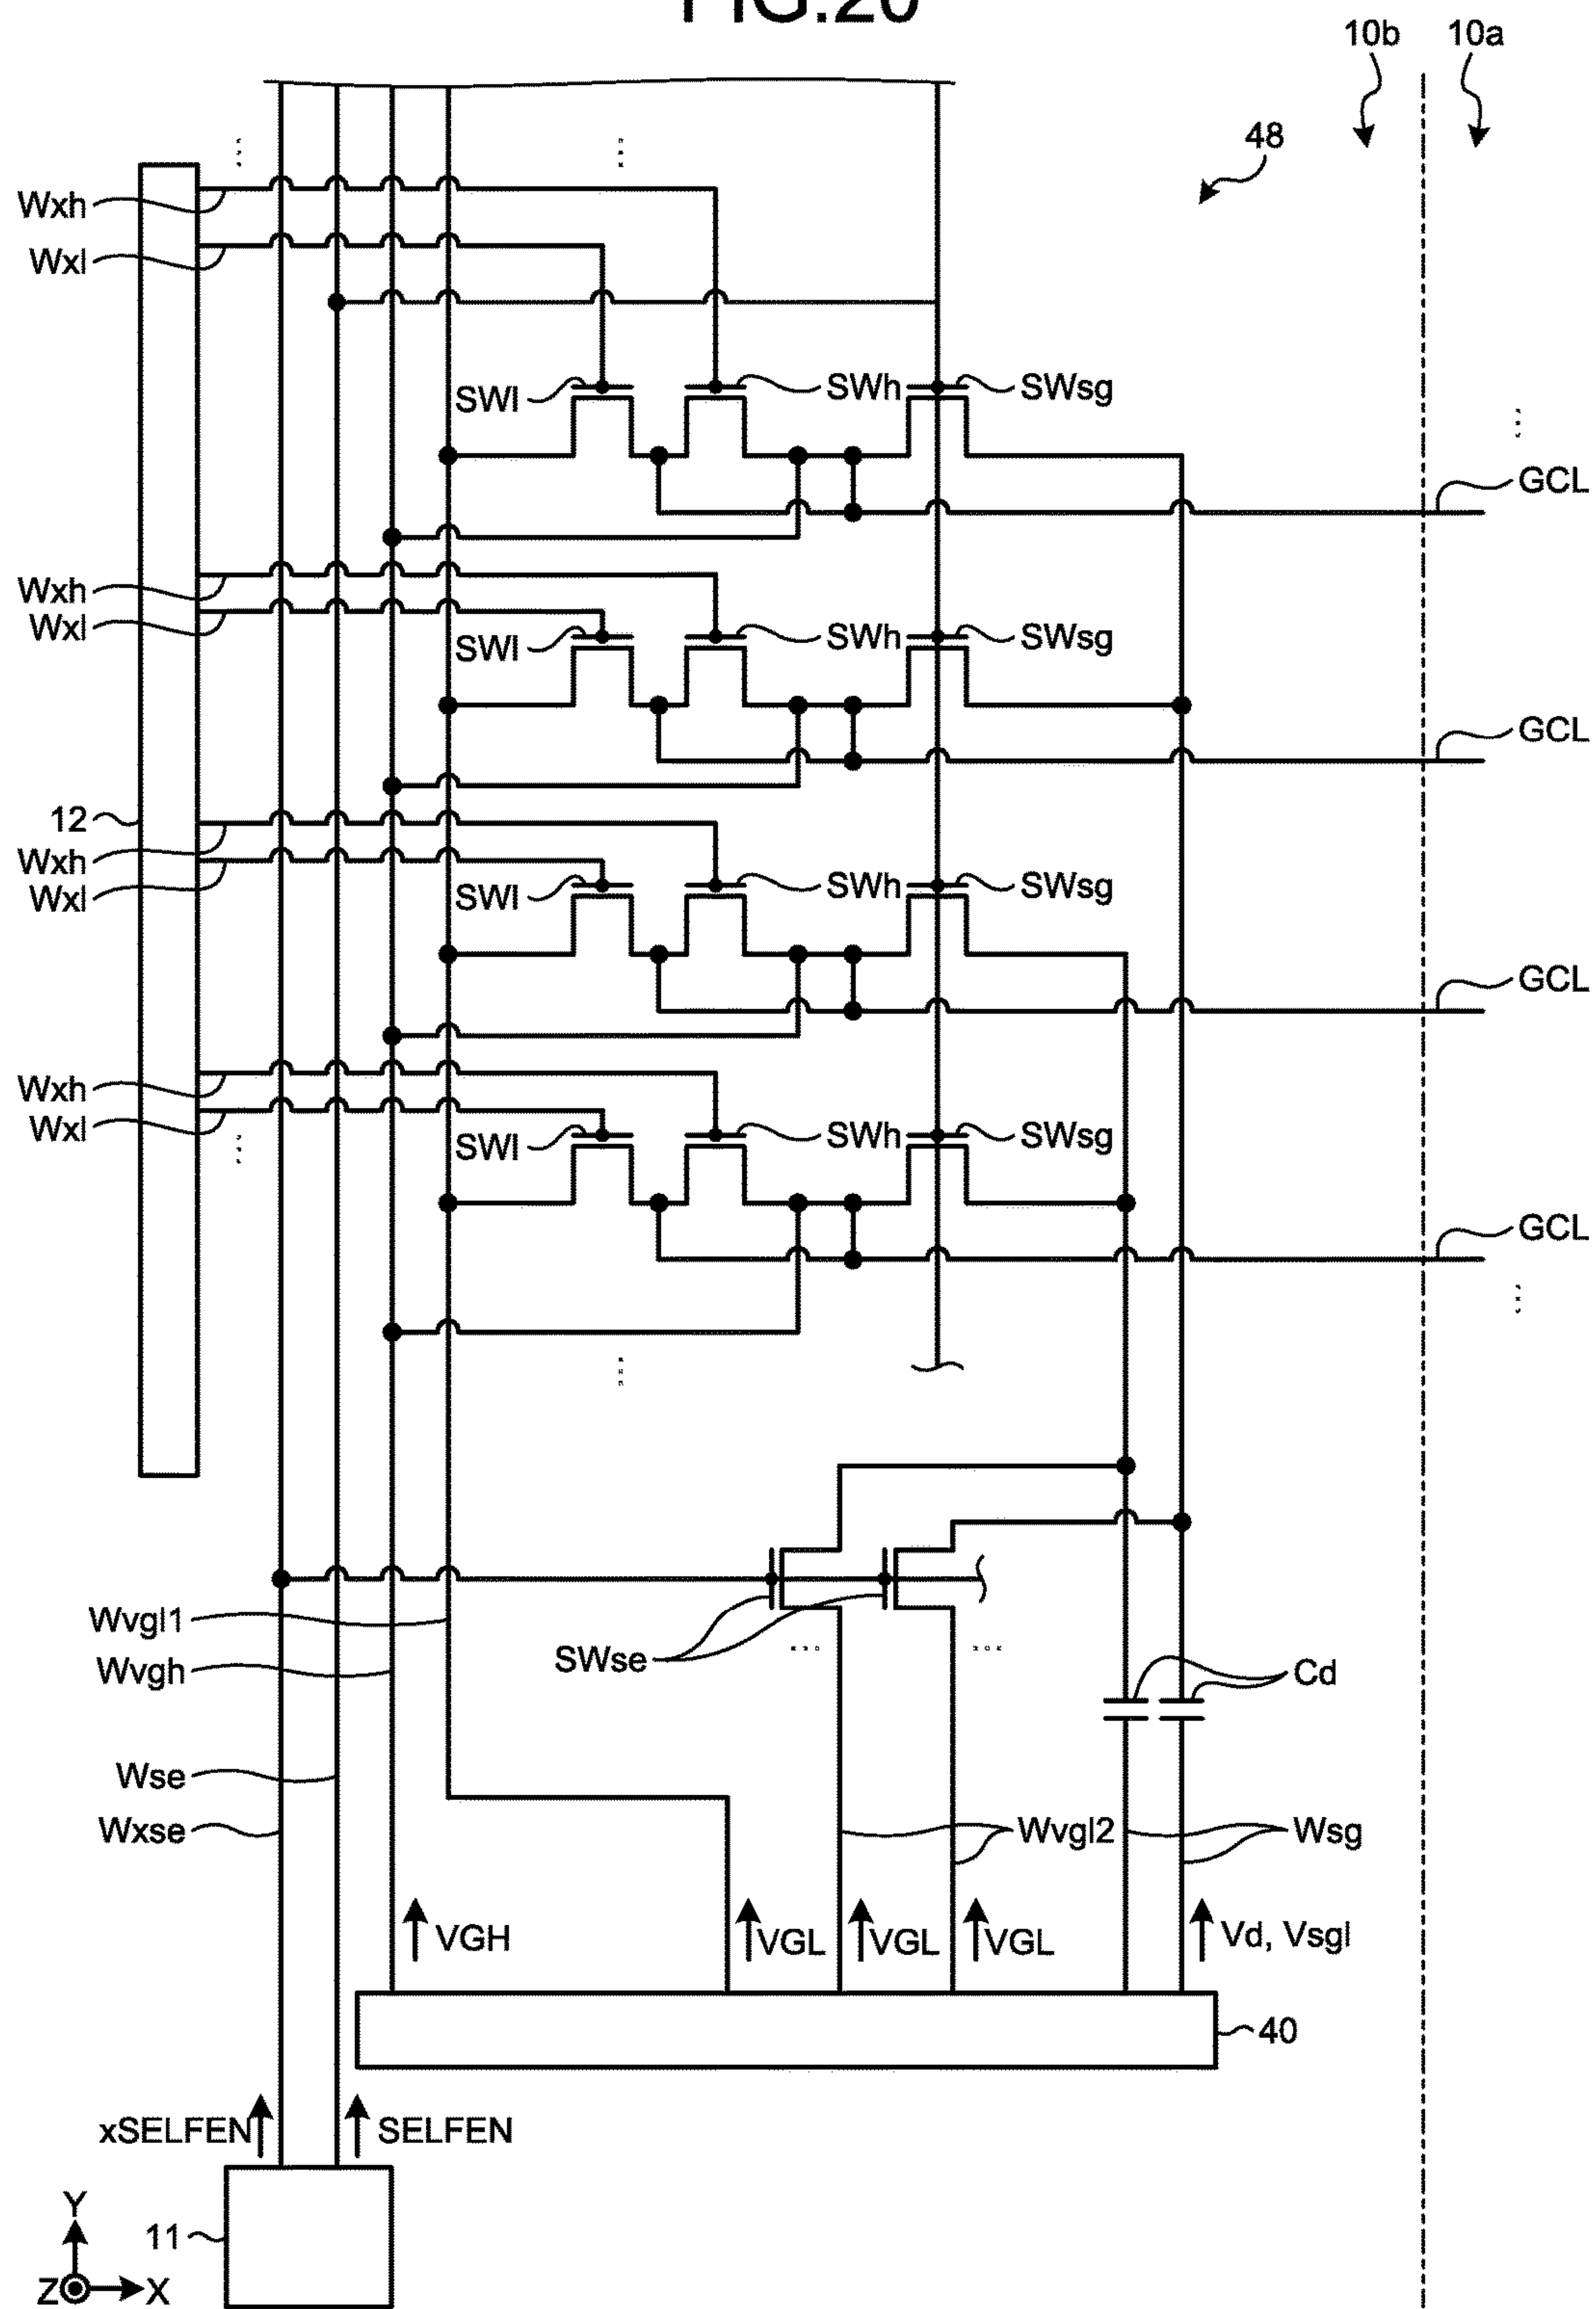 FIG.20
10b 10a
48
Wxh
Wxl
SWl SWh SWsg
GCL
Wxh
Wxl
SWl SWh SWsg
GCL
12
Wxh
Wxl
SWl SWh SWsg
GCL
Wxh
Wxl
SWl SWh SWsg
GCL
Wvgl1
SWse
Wvgh
Cd
Wse
Wxse
Wvgl2
Wsg
VGH VGL VGL VGL Vd, Vsgl
40
xSELFEN SELFEN
11
Y
Z X